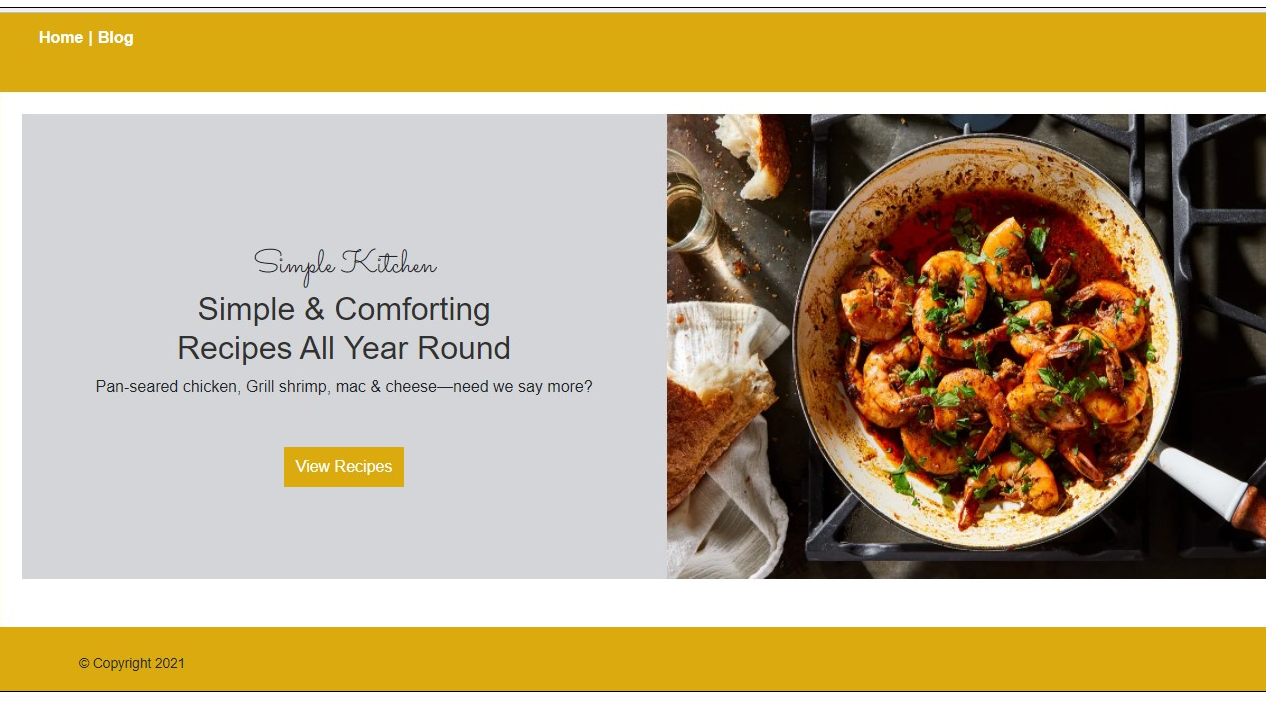 Home | Blog
Simple Kitchen
Simple & Comforting
Recipes All Year Round
Pan-seared chicken, Grill shrimp, mac & cheese—need we say more?
View Recipes
© Copyright 2021